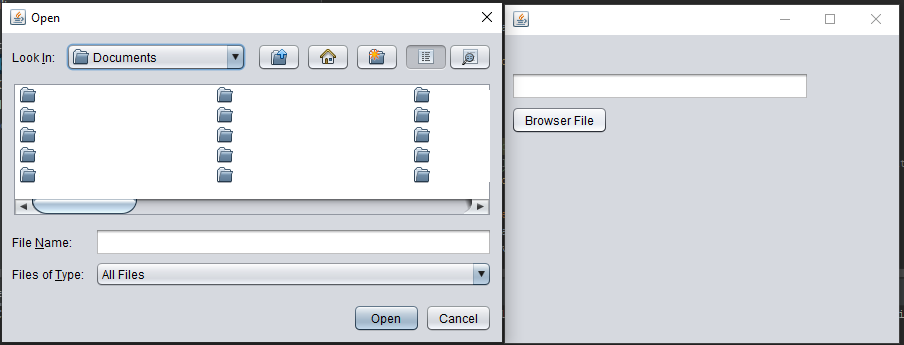 Open
Look In: Documents
File Name:
Files of Type: All Files
Open Cancel
Browser File